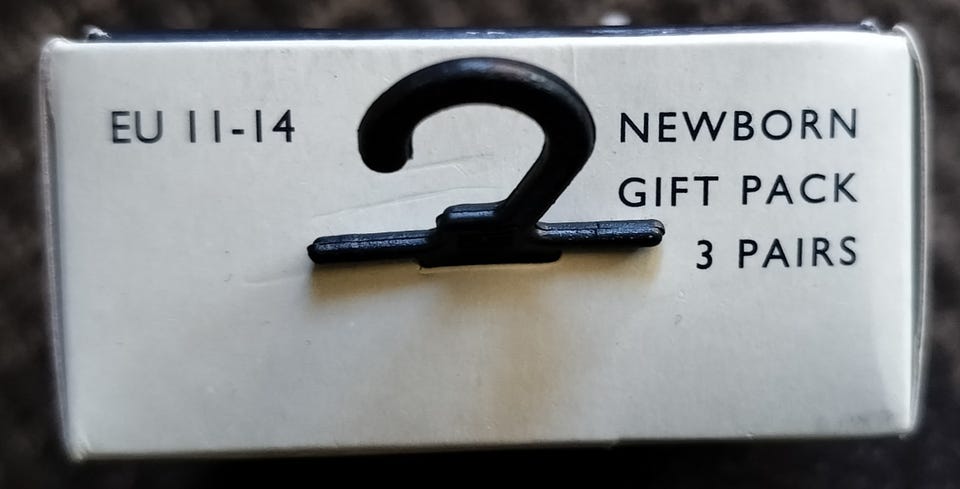 EU 11-14
NEWBORN
GIFT PACK
3 PAIRS